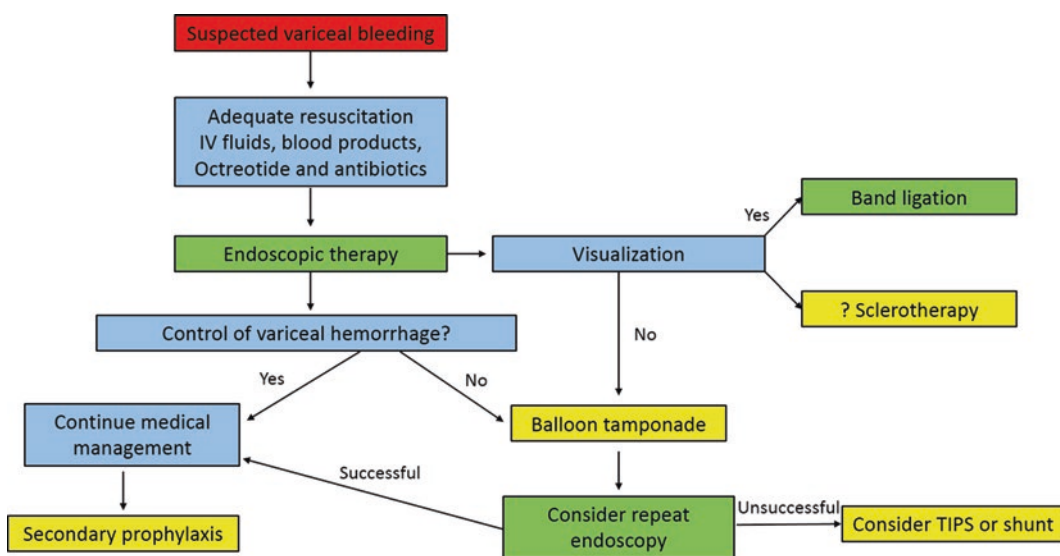 Suspected variceal bleeding
Adequate resuscitation
IV fluids, blood products,
Octreotide and antibiotics
Endoscopic therapy
Visualization
Yes
Band ligation
? Sclerotherapy
No
Control of variceal hemorrhage?
Yes
No
Continue medical
management
Balloon tamponade
Successful
Secondary prophylaxis
Consider repeat
endoscopy
Unsuccessful
Consider TIPS or shunt